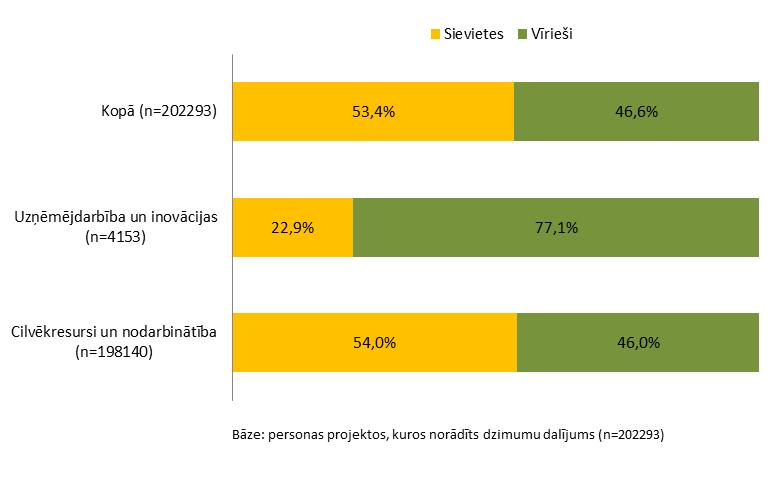 Sievietes Vīrieši
Kopā (n=202293)
53,4% 46,6%
Uzņēmējdarbība un inovācijas
(n=4153)
22,9% 77,1%
Cilvēkresursi un nodarbinātība
(n=198140)
54,0% 46,0%
Bāze: personas projektos, kuros norādīts dzimumu dalījums (n=202293)